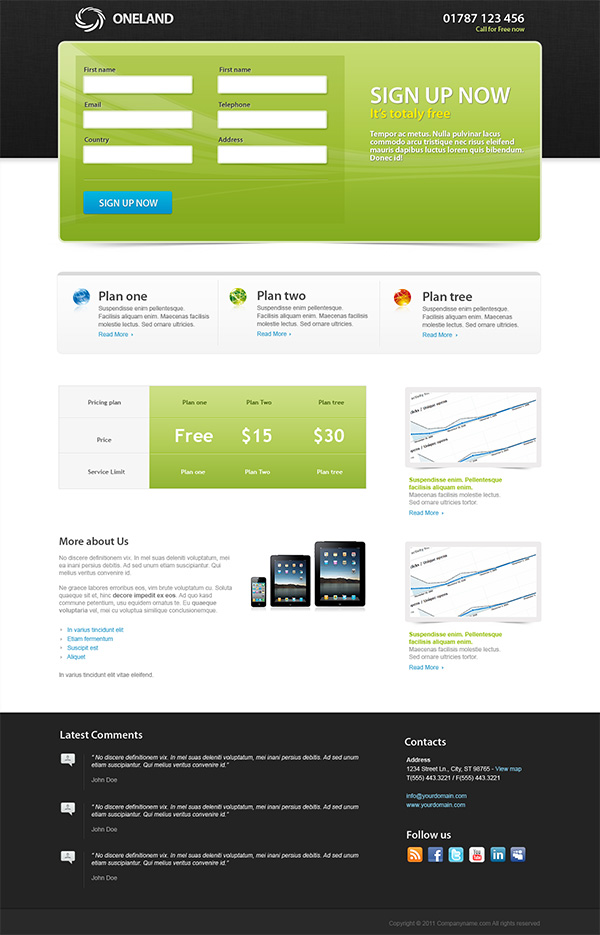 ONELAND
01787 123 456
Call for Free now
First name
First name
Email
Telephone
Country
Address
SIGN UP NOW
SIGN UP NOW
It's totaly free
Tempor ac metus. Nulla pulvinar lacus
commodo arcu tristique nec risus eleifend
mauris dapibus luctus lorem quis bibendum.
Donec id!
Plan one
Suspendisse enim pellentesque.
Facilisis aliquam enim. Maecenas facilisis
molestie lectus. Sed ornare ultricies.
Read More
Plan two
Suspendisse enim pellentesque.
Facilisis aliquam enim. Maecenas facilisis
molestie lectus. Sed ornare ultricies.
Read More
Plan tree
Suspendisse enim pellentesque.
Facilisis aliquam enim. Maecenas facilisis
molestie lectus. Sed ornare ultricies.
Read More
Pricing plan Plan one Plan Two Plan tree
Price Free $15 $30
Service Limit Plan one Plan Two Plan tree
Suspendisse enim. Pellentesque
facilisis aliquam enim.
Maecenas facilisis molestie lectus.
Sed ornare ultricies tortor.
Read More
More about Us
No discere definitionem vix. In mel suas deleniti voluptatum, mei
ea inani persius debitis. Ad sed unum etiam suscipiantur. Qui
melius veritus convenire id.
Ne graece labores erroribus eos, vim brute voluptatum cu. Soluta
quaeque sit et, hinc decore impedit ex eos. Ad quo kasd
commune petentium, usu equidem ornatus te. Eu quaeque
voluptaria vel, mei cu voluptua similique conclusionemque.
In varius tincidunt elit
Etiam fermentum
Suscipit est
Aliquet
In varius tincidunt elit vitae eleifend.
Suspendisse enim. Pellentesque
facilisis aliquam enim.
Maecenas facilisis molestie lectus.
Sed ornare ultricies tortor.
Read More
Latest Comments
" No discere definitionem vix. In mel suas deleniti voluptatum, mei inani persius debitis. Ad sed unum
etiam suscipiantur. Qui melius veritus convenire id."
John Doe
" No discere definitionem vix. In mel suas deleniti voluptatum, mei inani persius debitis. Ad sed unum
etiam suscipiantur. Qui melius veritus convenire id."
John Doe
" No discere definitionem vix. In mel suas deleniti voluptatum, mei inani persius debitis. Ad sed unum
etiam suscipiantur. Qui melius veritus convenire id."
John Doe
Contacts
Address
1234 Street Ln., City, ST 98765 - View map
T(555) 443.3221 / F(555) 443.3221
info@yourdomain.com
www.yourdomain.com
Follow us
Copyright © 2011 Companyname.com All rights reserved